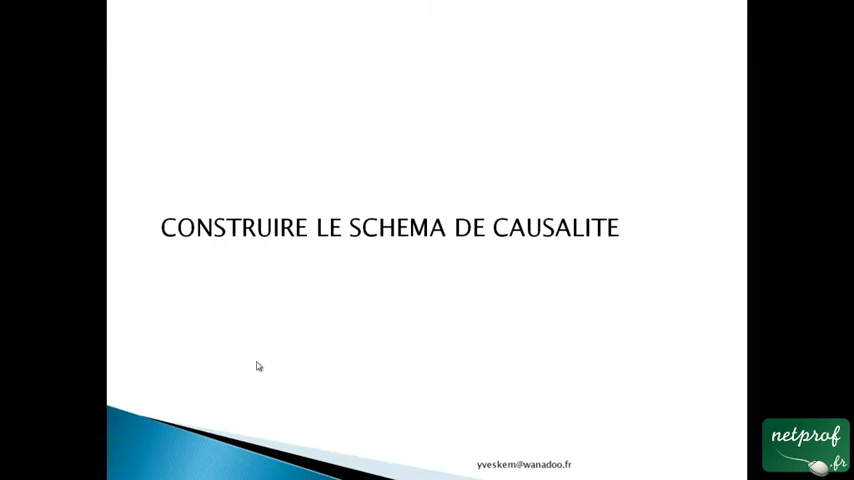 CONSTRUIRE LE SCHEMA DE CAUSALITE
yveskem@wanadoo.fr
netprof
.fr